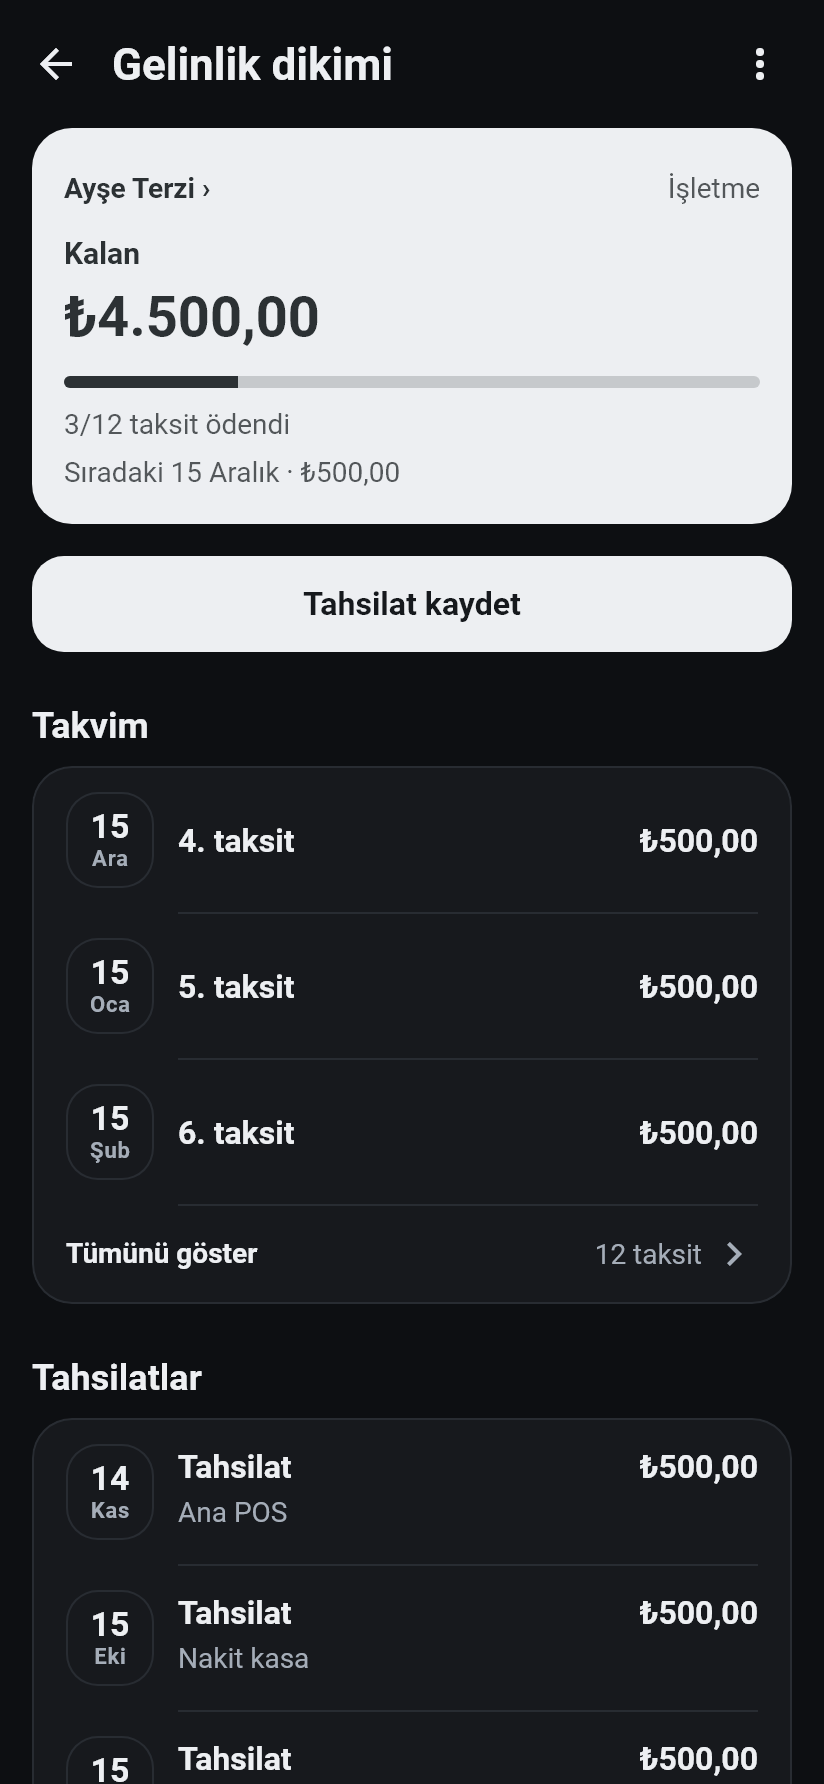 Gelinlik dikimi
Ayşe Terzi ›
İşletme
Kalan
₺4.500,00
3/12 taksit ödendi
Sıradaki 15 Aralık · ₺500,00
Tahsilat kaydet
Takvim
15
Ara
4. taksit
₺500,00
15
Oca
5. taksit
₺500,00
15
Şub
6. taksit
₺500,00
Tümünü göster
12 taksit
Tahsilatlar
14
Kas
Tahsilat
₺500,00
Ana POS
15
Eki
Tahsilat
₺500,00
Nakit kasa
15
Tahsilat
₺500,00